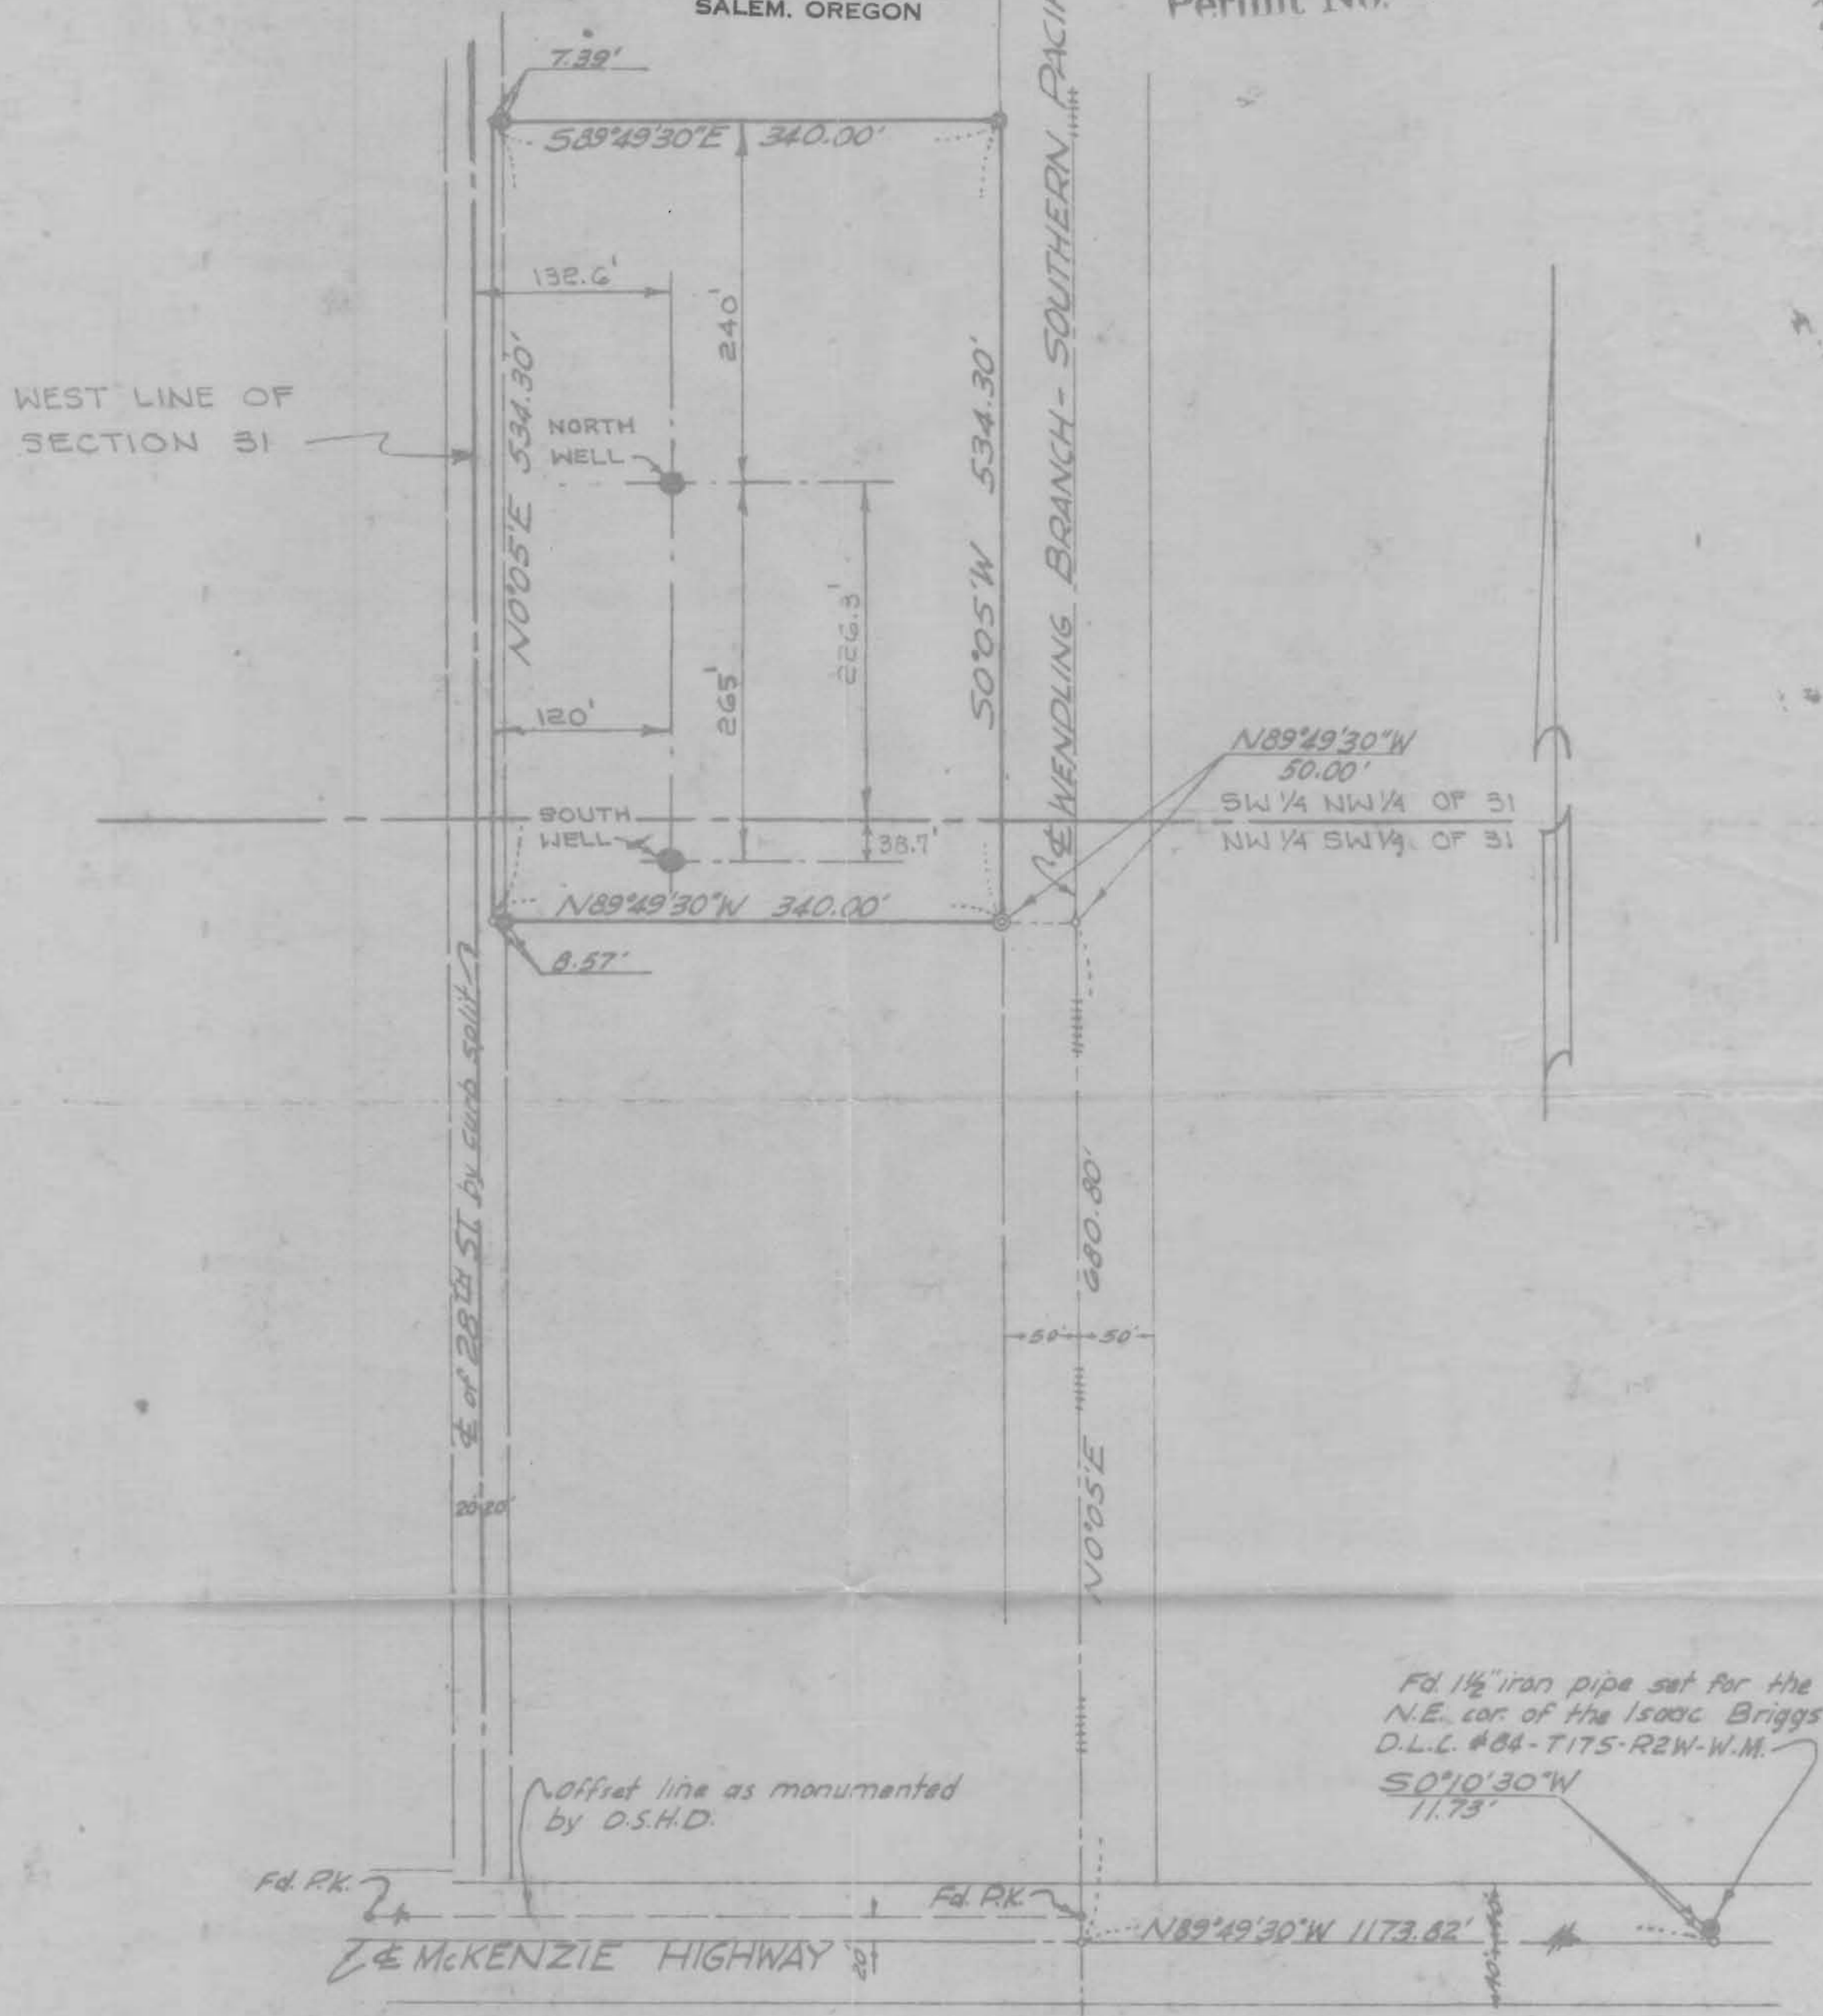 SALEM. OREGON
Permit No.
7.39'
S89°49'30"E 340.00'
132.6'
240'
WEST LINE OF
SECTION 31
N0°05'E 534.30'
NORTH
WELL
S0°05'W 534.30'
℄ WENDLING BRANCH - SOUTHERN
226.3'
265'
120'
N89°49'30"W
50.00'
SW 1/4 NW 1/4 OF 31
NW 1/4 SW 1/4 OF 31
SOUTH
WELL
38.7'
N89°49'30"W 340.00'
8.57'
℄ of 28TH ST by curb split
N0°05'E 680.80'
50' 50'
20' 20'
Fd. 1½" iron pipe set for the
N.E. cor. of the Isaac Briggs
D.L.C. #84-T17S-R2W-W.M.
S0°10'30"W
11.73'
Offset line as monumented
by O.S.H.D.
Fd. P.K.
Fd. P.K.
N89°49'30"W 1173.82'
℄ McKENZIE HIGHWAY
20'